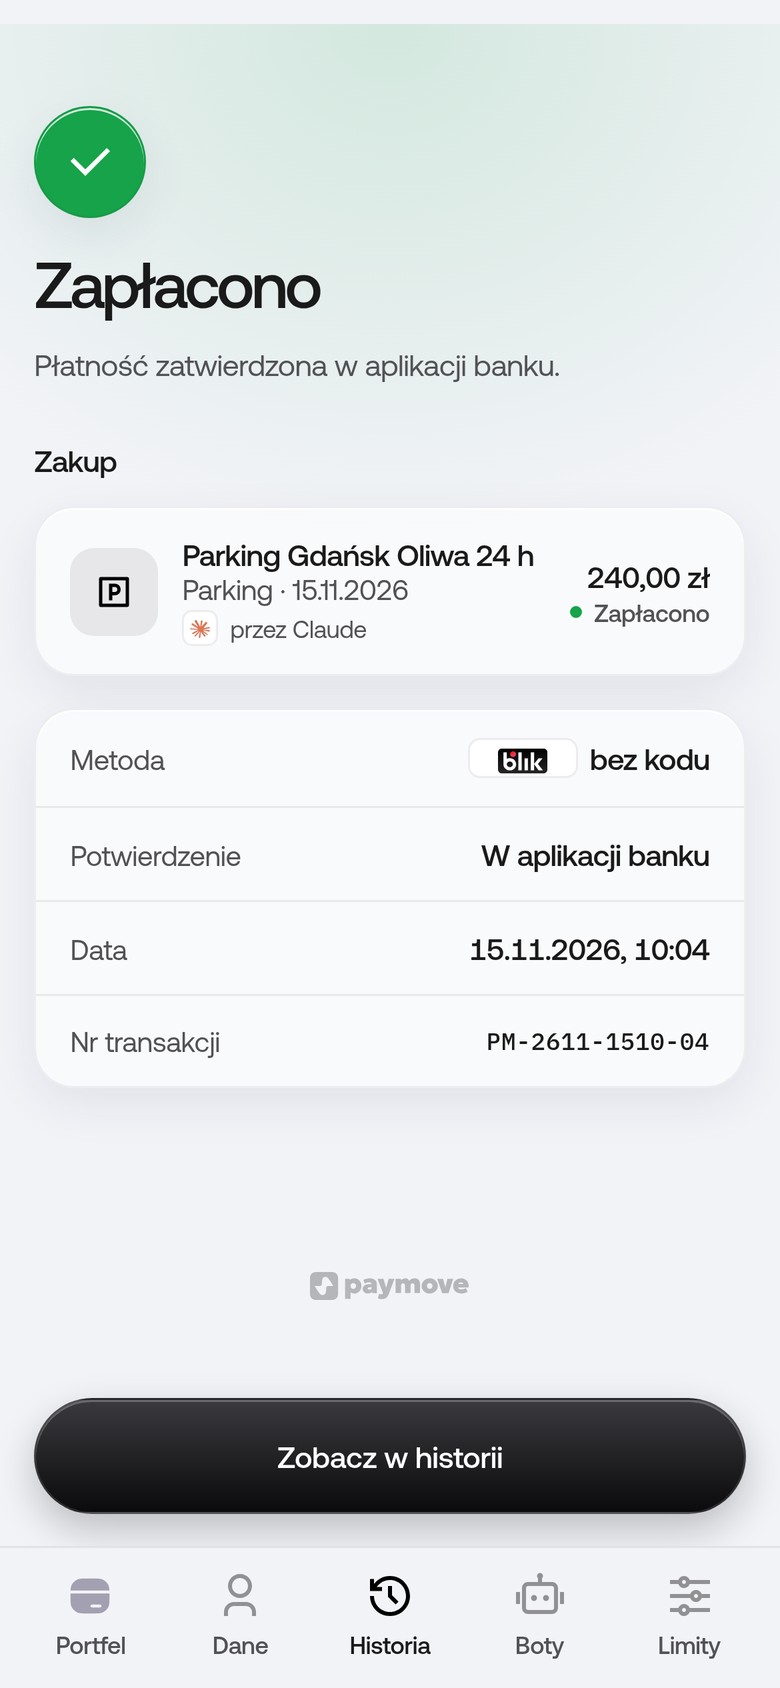 Zapłacono
Płatność zatwierdzona w aplikacji banku.
Zakup
P
Parking Gdańsk Oliwa 24 h
Parking · 15.11.2026
przez Claude
240,00 zł
Zapłacono
Metoda
blik bez kodu
Potwierdzenie
W aplikacji banku
Data
15.11.2026, 10:04
Nr transakcji
PM-2611-1510-04
paymove
Zobacz w historii
Portfel
Dane
Historia
Boty
Limity